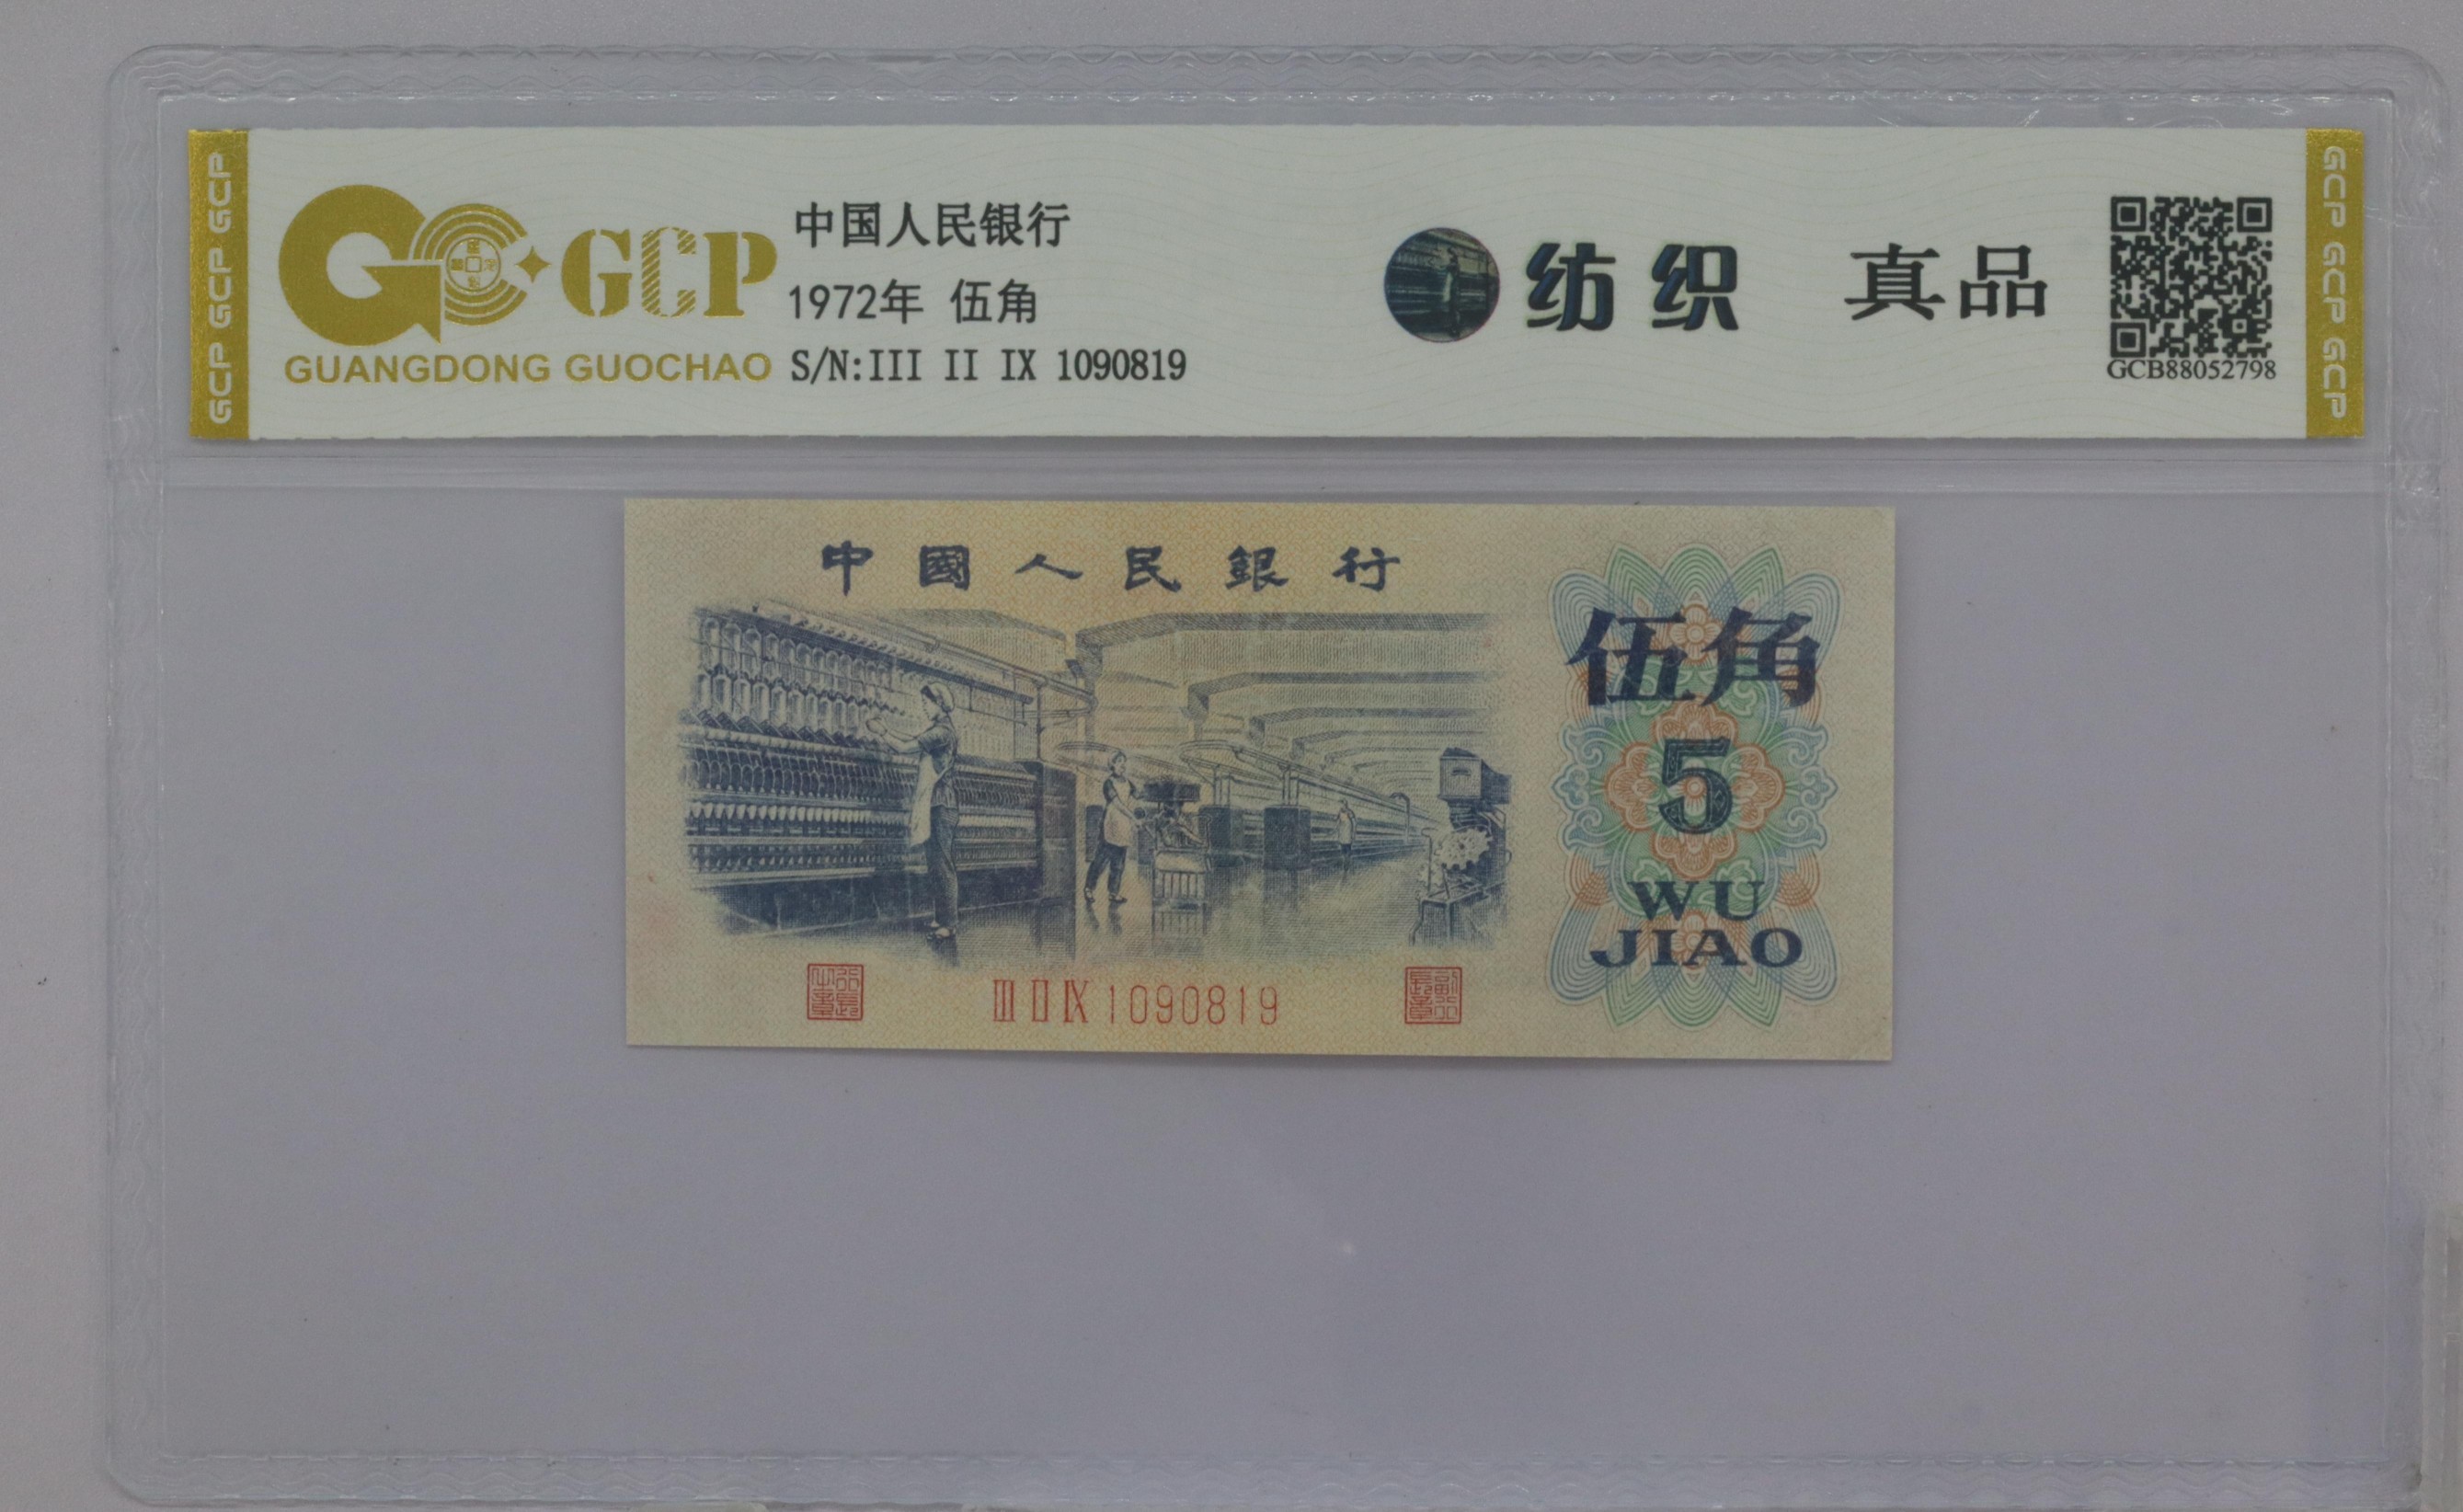 GCP GCP GCP
GCP
GUANGDONG GUOCHAO
中国人民银行
1972年 伍角
S/N:III II IX 1090819
纺织 真品
GCB88052798
GCP GCP GCP
中國人民銀行
伍角
5
WU
JIAO
III II IX 1090819